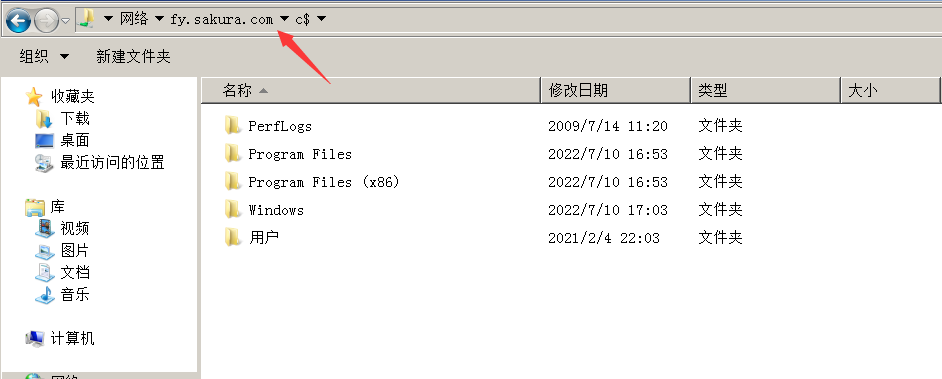 网络 fy.sakura.com c$
组织 新建文件夹
名称 修改日期 类型 大小
收藏夹
下载
桌面
最近访问的位置
库
视频
图片
文档
音乐
计算机
网络
PerfLogs 2009/7/14 11:20 文件夹
Program Files 2022/7/10 16:53 文件夹
Program Files (x86) 2022/7/10 16:53 文件夹
Windows 2022/7/10 17:03 文件夹
用户 2021/2/4 22:03 文件夹